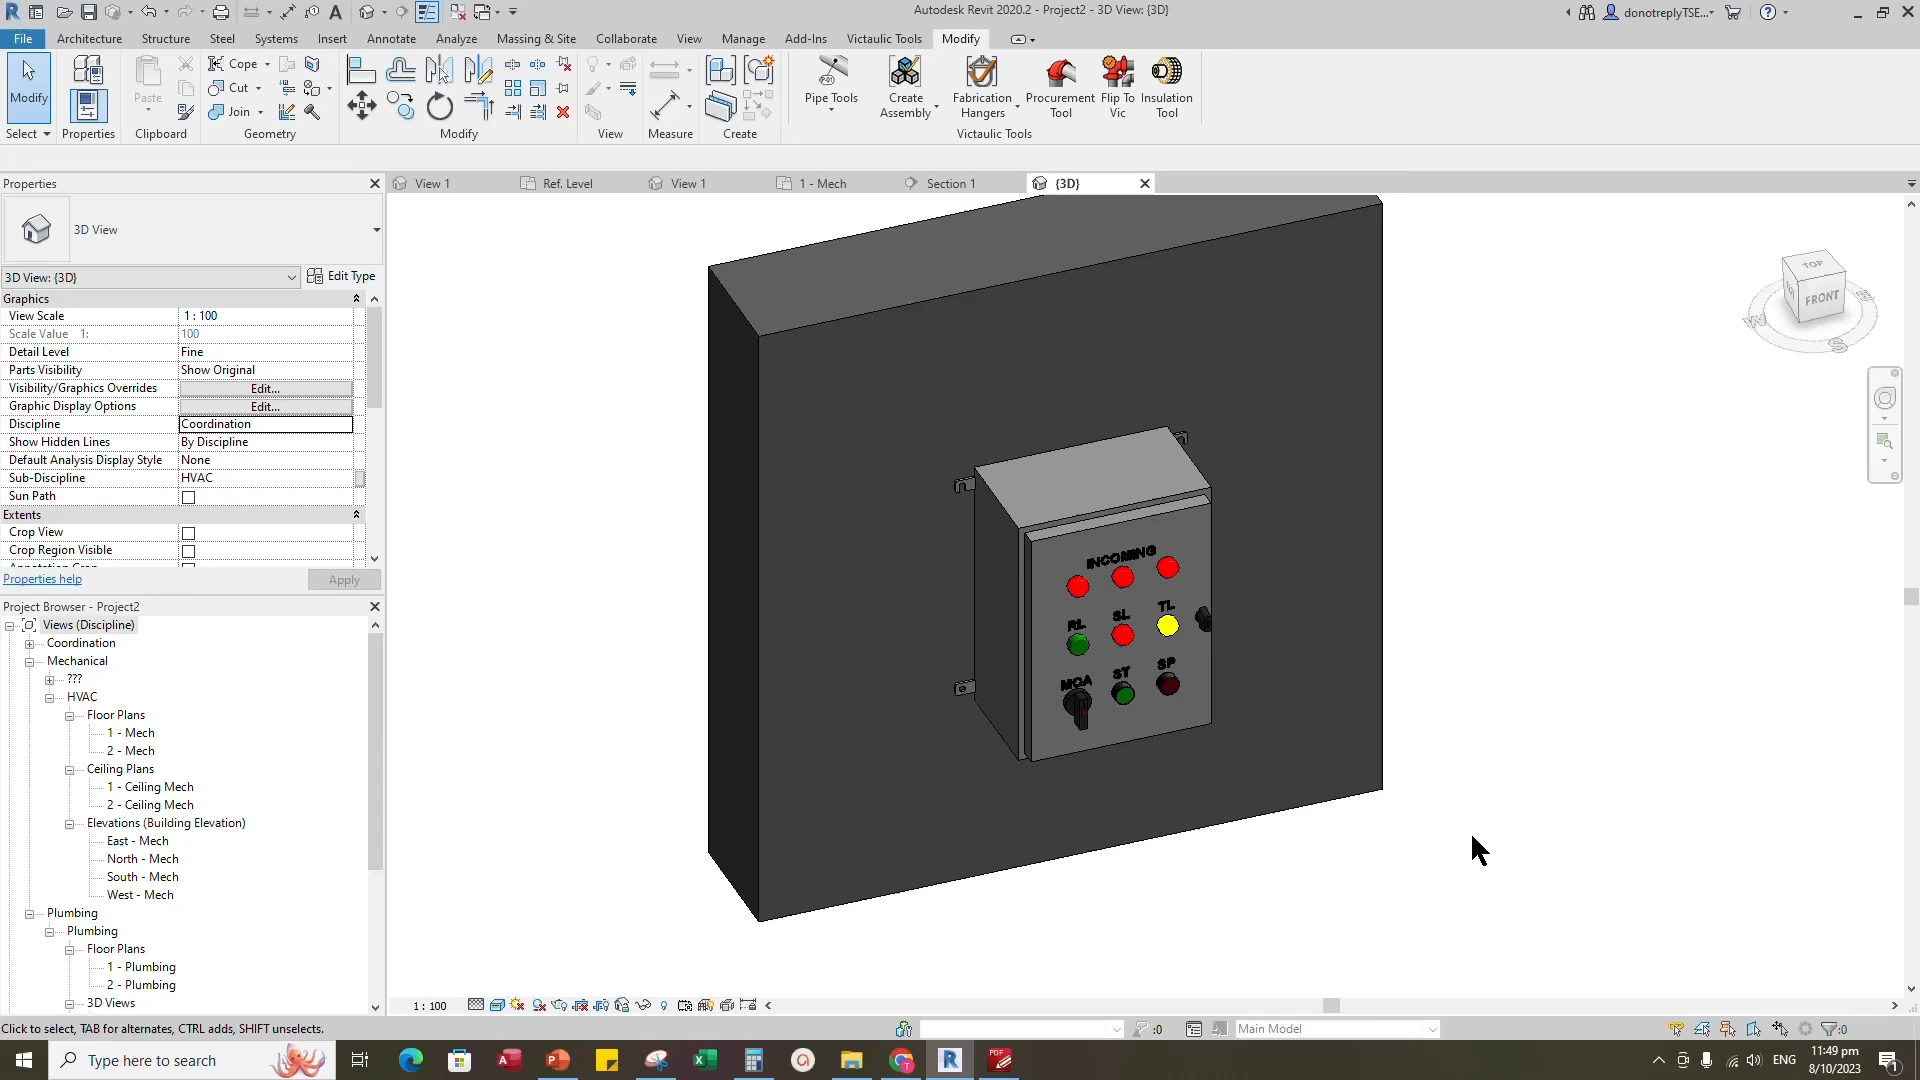 Autodesk Revit 2020.2 - Project2 - 3D View: {3D}
donotreplyTSE...
File Architecture Structure Steel Systems Insert Annotate Analyze Massing & Site Collaborate View Manage Add-Ins Victaulic Tools Modify
Modify
Paste
Cope
Cut
Join
Pipe Tools
Create Assembly
Fabrication Hangers
Procurement Tool
Flip To Vic
Insulation Tool
Select Properties Clipboard Geometry Modify View Measure Create Victaulic Tools
Properties
View 1 Ref. Level View 1 1 - Mech Section 1 {3D}
3D View
3D View: {3D} Edit Type
Graphics
View Scale 1 : 100
Scale Value 1: 100
Detail Level Fine
Parts Visibility Show Original
Visibility/Graphics Overrides Edit...
Graphic Display Options Edit...
Discipline Coordination
Show Hidden Lines By Discipline
Default Analysis Display Style None
Sub-Discipline HVAC
Sun Path
Extents
Crop View
Crop Region Visible
Properties help Apply
Project Browser - Project2
Views (Discipline)
Coordination
Mechanical
???
HVAC
Floor Plans
1 - Mech
2 - Mech
Ceiling Plans
1 - Ceiling Mech
2 - Ceiling Mech
Elevations (Building Elevation)
East - Mech
North - Mech
South - Mech
West - Mech
Plumbing
Plumbing
Floor Plans
1 - Plumbing
2 - Plumbing
3D Views
TOP
FRONT
W
S
INCOMING
RL SL TL
MOA ST SP
1 : 100
Click to select, TAB for alternates, CTRL adds, SHIFT unselects.
:0
Main Model
:0
Type here to search
ENG
11:49 pm
8/10/2023
1